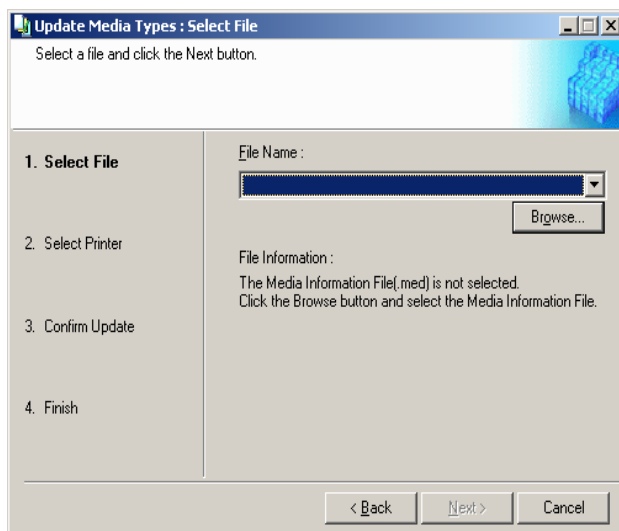 Update Media Types : Select File
Select a file and click the Next button.
1. Select File
2. Select Printer
3. Confirm Update
4. Finish
File Name :
Browse...
File Information :
The Media Information File(.med) is not selected.
Click the Browse button and select the Media Information File.
< Back
Next >
Cancel